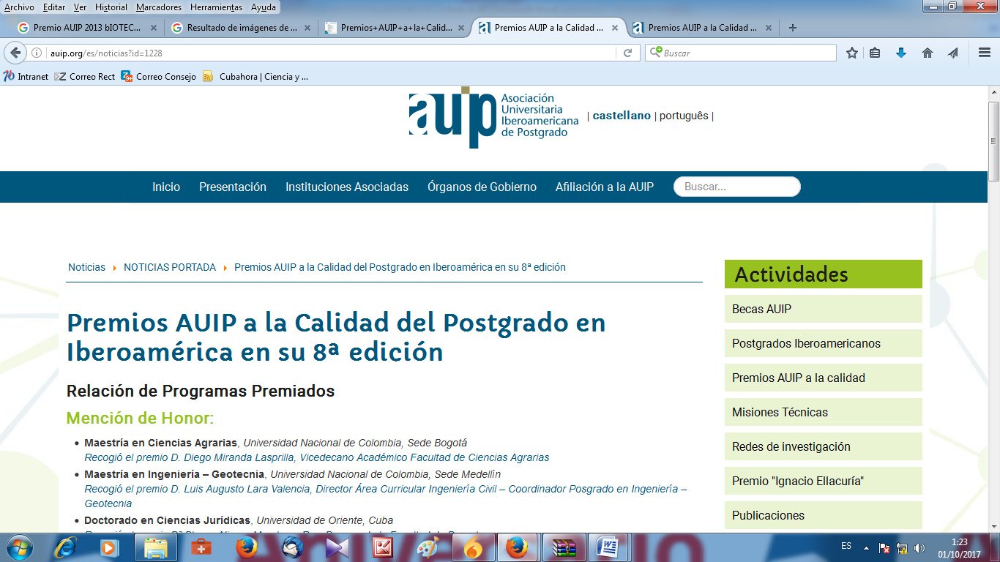 Archivo Editar Ver Historial Marcadores Herramientas Ayuda
Premio AUIP 2013 bIOTEC...
Resultado de imágenes de ...
Premios+AUIP+a+la+Calid...
Premios AUIP a la Calidad ...
Premios AUIP a la Calidad ...
auip.org/es/noticias?id=1228
Buscar
Intranet Correo Rect Correo Consejo Cubahora | Ciencia y ...
auip
Asociación
Universitaria
Iberoamericana
de Postgrado
| castellano | português |
Inicio Presentación Instituciones Asociadas Órganos de Gobierno Afiliación a la AUIP Buscar...
Noticias NOTICIAS PORTADA Premios AUIP a la Calidad del Postgrado en Iberoamérica en su 8ª edición
Premios AUIP a la Calidad del Postgrado en
Iberoamérica en su 8ª edición
Relación de Programas Premiados
Mención de Honor:
Maestría en Ciencias Agrarias, Universidad Nacional de Colombia, Sede Bogotá
Recogió el premio D. Diego Miranda Lasprilla, Vicedecano Académico Facultad de Ciencias Agrarias
Maestría en Ingeniería – Geotecnia, Universidad Nacional de Colombia, Sede Medellín
Recogió el premio D. Luis Augusto Lara Valencia, Director Área Curricular Ingeniería Civil – Coordinador Posgrado en Ingeniería –
Geotecnia
Doctorado en Ciencias Jurídicas, Universidad de Oriente, Cuba
Actividades
Becas AUIP
Postgrados Iberoamericanos
Premios AUIP a la calidad
Misiones Técnicas
Redes de investigación
Premio "Ignacio Ellacuría"
Publicaciones
ES
1:23
01/10/2017